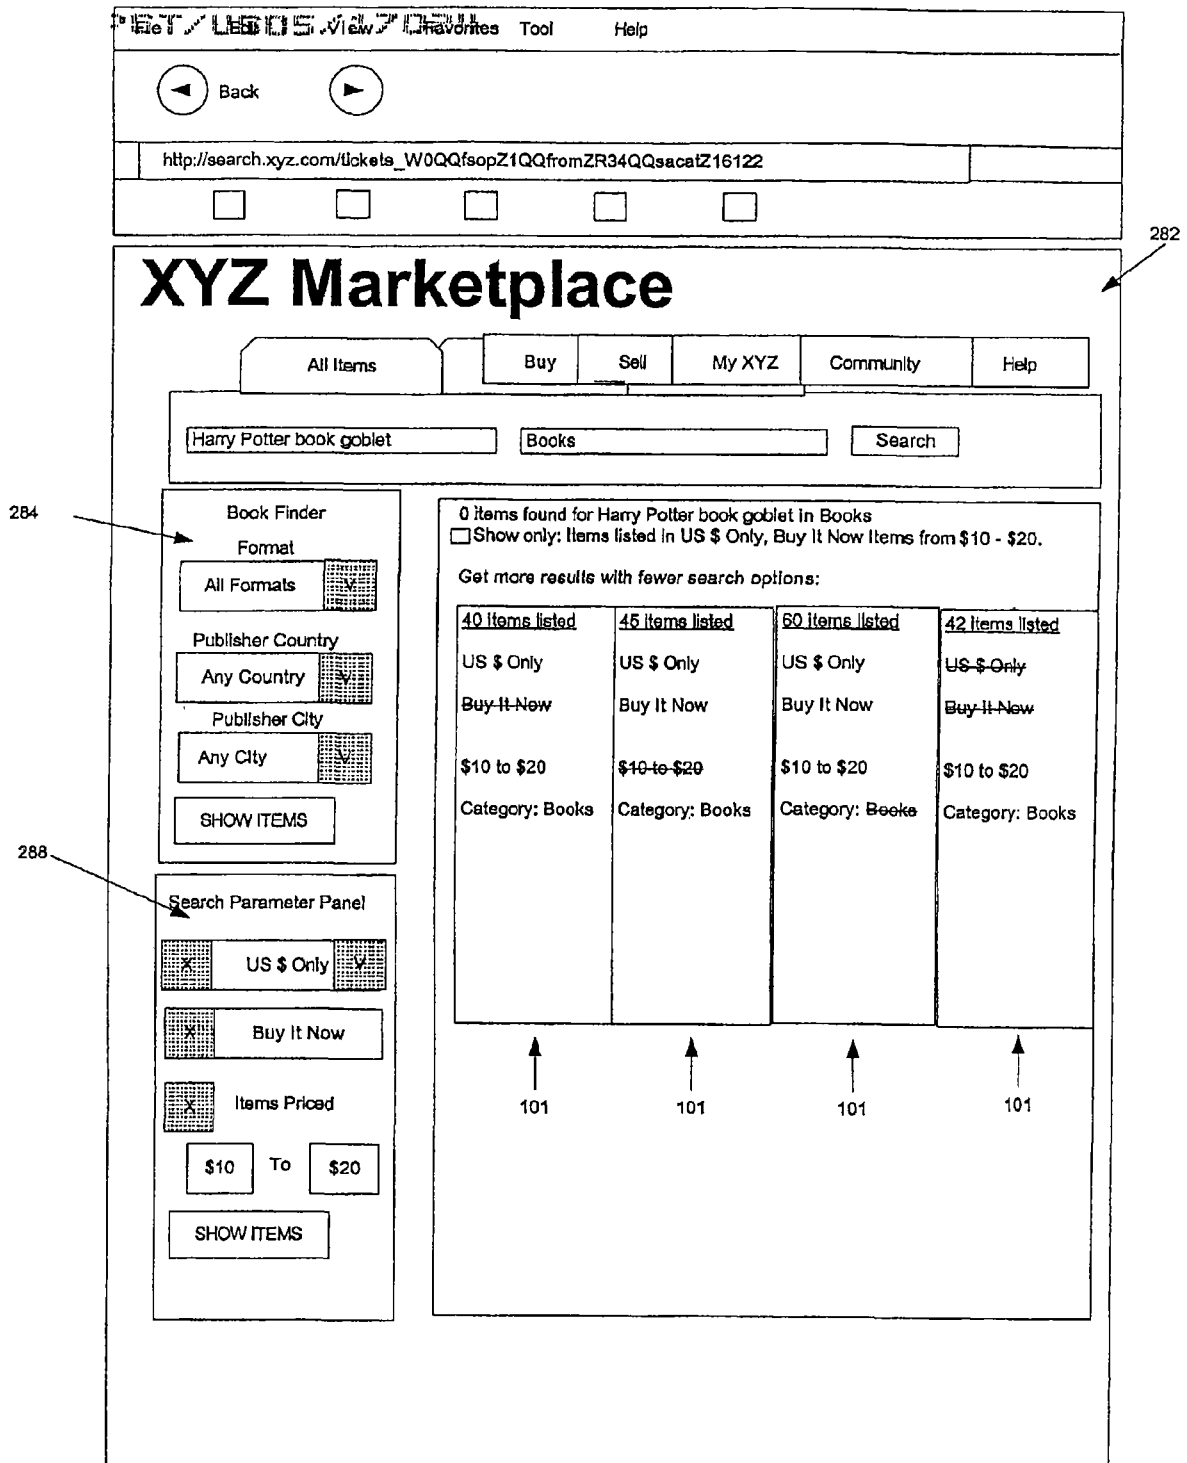 Favorites Tool Help
Back
http://search.xyz.com/tickets_W0QQfsopZ1QQfromZR34QQsacatZ16122
282
XYZ Marketplace
All Items Buy Sell My XYZ Community Help
Harry Potter book goblet Books Search
284
Book Finder
Format
All Formats V
Publisher Country
Any Country V
Publisher City
Any City V
SHOW ITEMS
0 items found for Harry Potter book goblet in Books
Show only: Items listed in US $ Only, Buy It Now Items from $10 - $20.
Get more results with fewer search options:
40 items listed
US $ Only
Buy It Now
$10 to $20
Category: Books
45 items listed
US $ Only
Buy It Now
$10 to $20
Category: Books
60 items listed
US $ Only
Buy It Now
$10 to $20
Category: Books
42 items listed
US $ Only
Buy It Now
$10 to $20
Category: Books
101 101 101 101
288
Search Parameter Panel
X US $ Only V
X Buy It Now
X Items Priced
$10 To $20
SHOW ITEMS